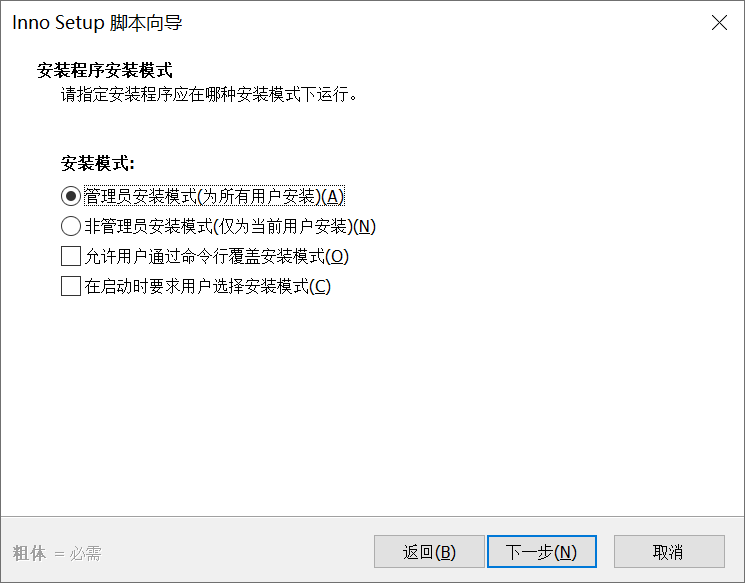 Inno Setup 脚本向导
安装程序安装模式
请指定安装程序应在哪种安装模式下运行。
安装模式:
管理员安装模式(为所有用户安装)(A)
非管理员安装模式(仅为当前用户安装)(N)
允许用户通过命令行覆盖安装模式(O)
在启动时要求用户选择安装模式(C)
粗体 = 必需
返回(B)
下一步(N)
取消